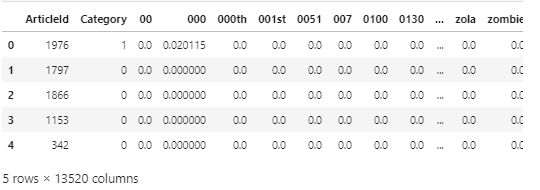 ArticleId Category 00 000 000th 001st 0051 007 0100 0130 ... zola zombie
0 1976 1 0.0 0.020115 0.0 0.0 0.0 0.0 0.0 0.0 ... 0.0 0.0
1 1797 0 0.0 0.000000 0.0 0.0 0.0 0.0 0.0 0.0 ... 0.0 0.0
2 1866 0 0.0 0.000000 0.0 0.0 0.0 0.0 0.0 0.0 ... 0.0 0.0
3 1153 0 0.0 0.000000 0.0 0.0 0.0 0.0 0.0 0.0 ... 0.0 0.0
4 342 0 0.0 0.000000 0.0 0.0 0.0 0.0 0.0 0.0 ... 0.0 0.0
5 rows × 13520 columns